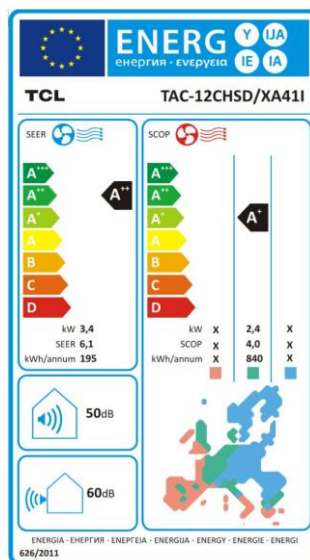 ENERG Y IJA
енергия · ενεργεια IE IA
TCL TAC-12CHSD/XA41I
SEER SCOP
A+++ A+++
A++ A++ A++
A+ A+ A+
A A
B B
C C
D D
kW 3,4 kW X 2,4 X
SEER 6,1 SCOP X 4,0 X
kWh/annum 195 kWh/annum X 840 X
50dB
60dB
ENERGIA - ЕНЕРГИЯ - ΕΝΕΡΓΕΙΑ - ENERGIJA - ENERGY - ENERGIE - ENERGI
626/2011